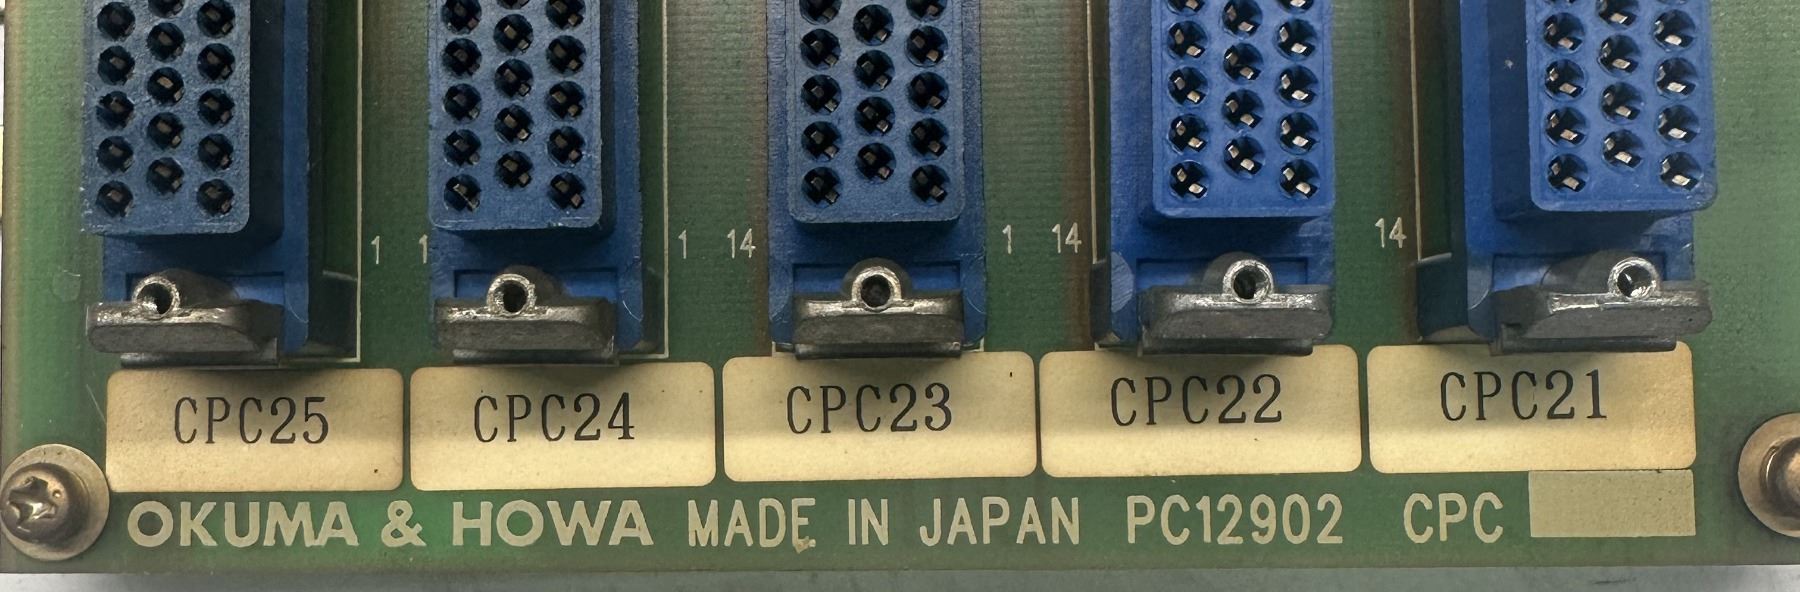 1 1 1 14 1 14 14
CPC25 CPC24 CPC23 CPC22 CPC21
OKUMA & HOWA MADE IN JAPAN PC12902 CPC